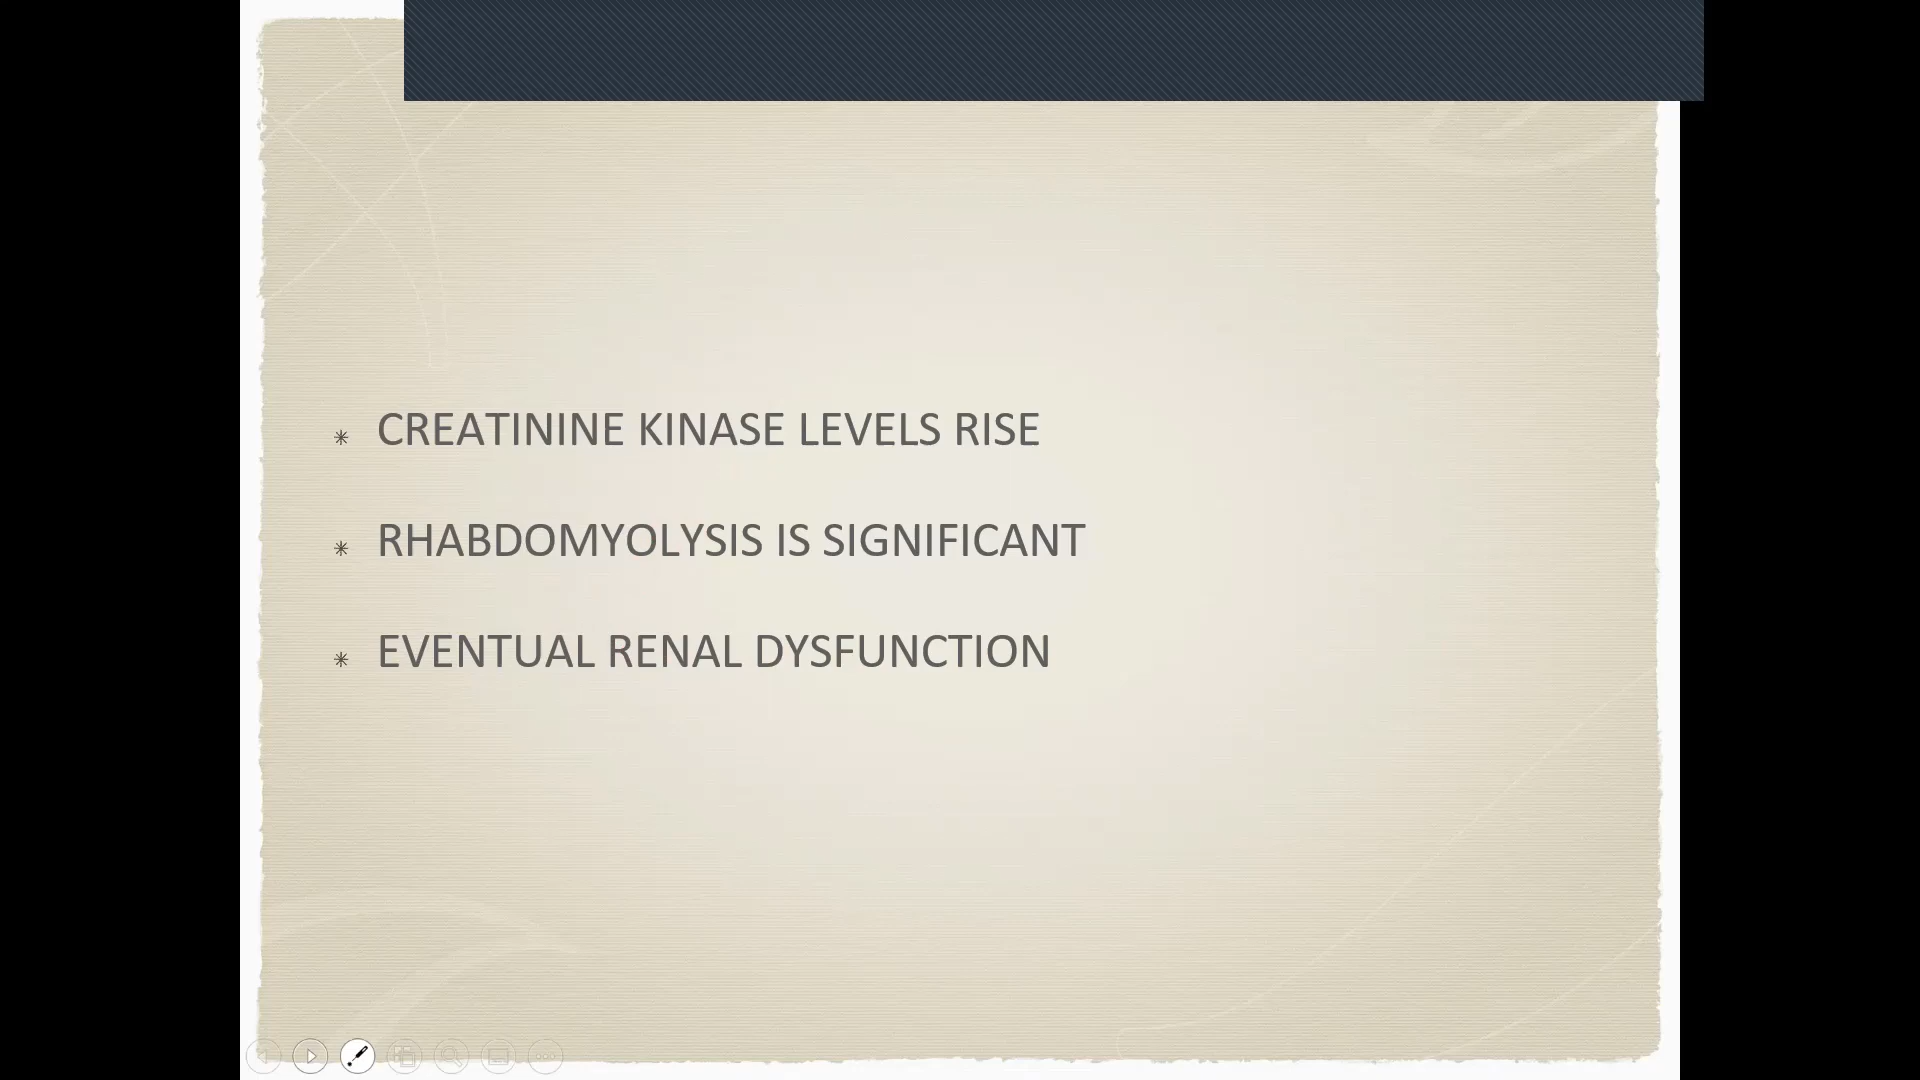 CREATININE KINASE LEVELS RISE
RHABDOMYOLYSIS IS SIGNIFICANT
EVENTUAL RENAL DYSFUNCTION